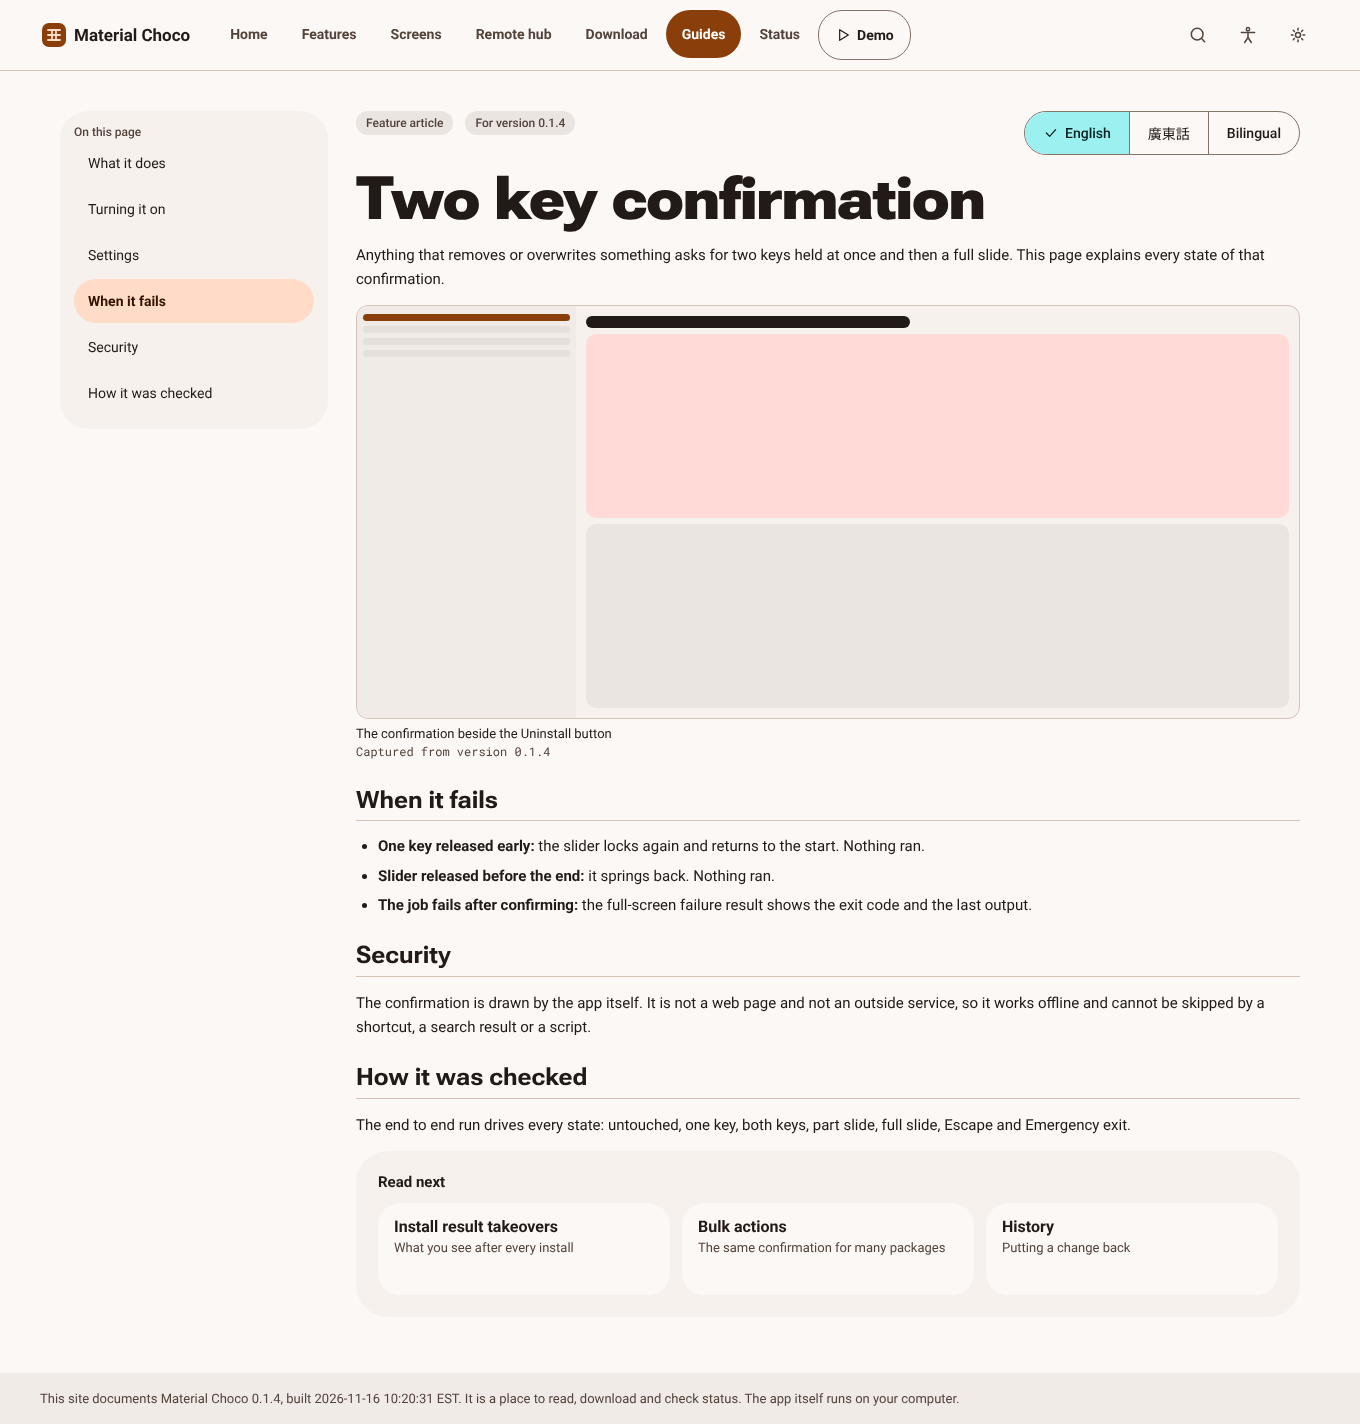 Material Choco
Home
Features
Screens
Remote hub
Download
Guides
Status
Demo
On this page
What it does
Turning it on
Settings
When it fails
Security
How it was checked
Feature article
For version 0.1.4
English
廣東話
Bilingual
Two key confirmation
Anything that removes or overwrites something asks for two keys held at once and then a full slide. This page explains every state of that
confirmation.
The confirmation beside the Uninstall button
Captured from version 0.1.4
When it fails
One key released early: the slider locks again and returns to the start. Nothing ran.
Slider released before the end: it springs back. Nothing ran.
The job fails after confirming: the full-screen failure result shows the exit code and the last output.
Security
The confirmation is drawn by the app itself. It is not a web page and not an outside service, so it works offline and cannot be skipped by a
shortcut, a search result or a script.
How it was checked
The end to end run drives every state: untouched, one key, both keys, part slide, full slide, Escape and Emergency exit.
Read next
Install result takeovers
What you see after every install
Bulk actions
The same confirmation for many packages
History
Putting a change back
This site documents Material Choco 0.1.4, built 2026-11-16 10:20:31 EST. It is a place to read, download and check status. The app itself runs on your computer.